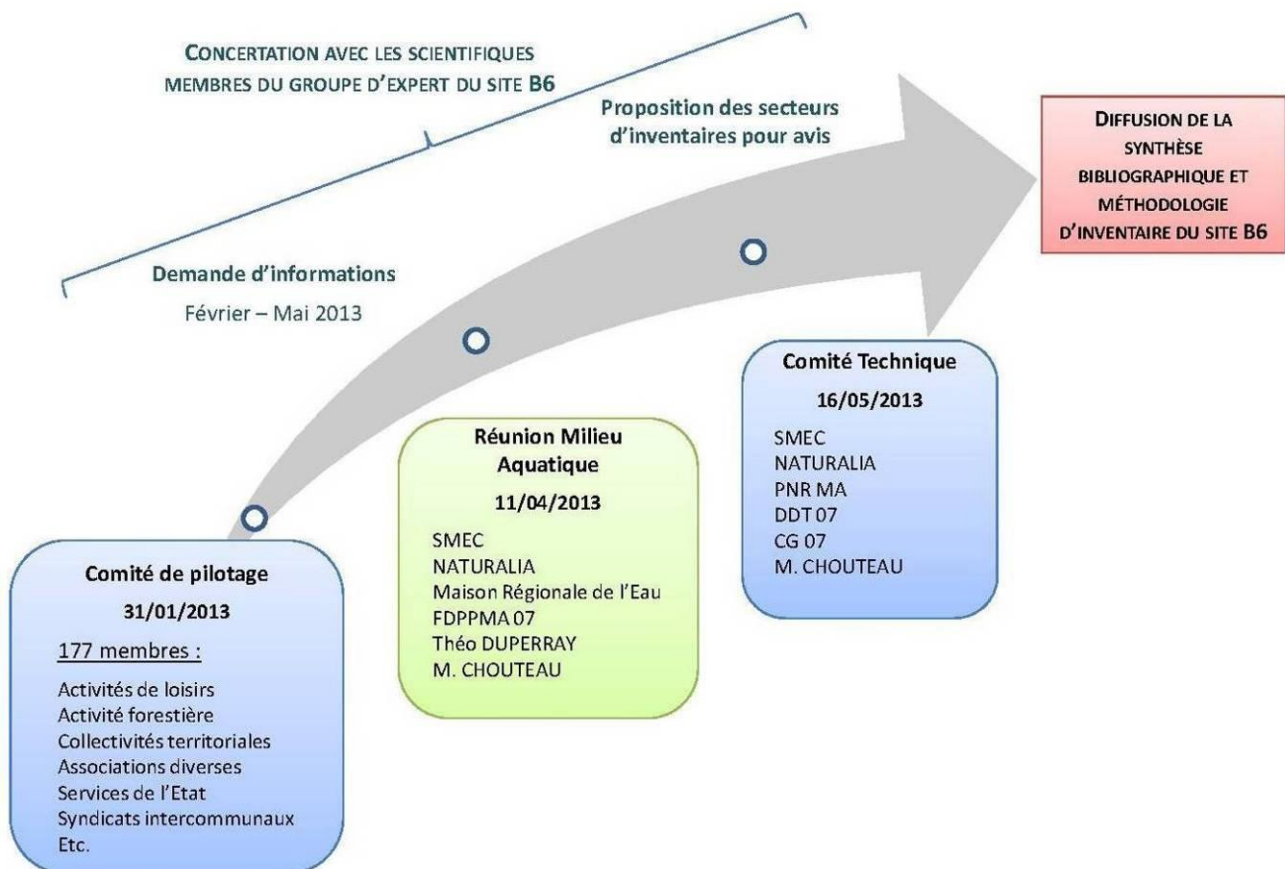 CONCERTATION AVEC LES SCIENTIFIQUES
MEMBRES DU GROUPE D'EXPERT DU SITE B6
Proposition des secteurs
d'inventaires pour avis
DIFFUSION DE LA
SYNTHÈSE
BIBLIOGRAPHIQUE ET
MÉTHODOLOGIE
D'INVENTAIRE DU SITE B6
Demande d'informations
Février – Mai 2013
Comité de pilotage
31/01/2013
177 membres :
Activités de loisirs
Activité forestière
Collectivités territoriales
Associations diverses
Services de l'Etat
Syndicats intercommunaux
Etc.
Réunion Milieu
Aquatique
11/04/2013
SMEC
NATURALIA
Maison Régionale de l'Eau
FDPPMA 07
Théo DUPERRAY
M. CHOUTEAU
Comité Technique
16/05/2013
SMEC
NATURALIA
PNR MA
DDT 07
CG 07
M. CHOUTEAU